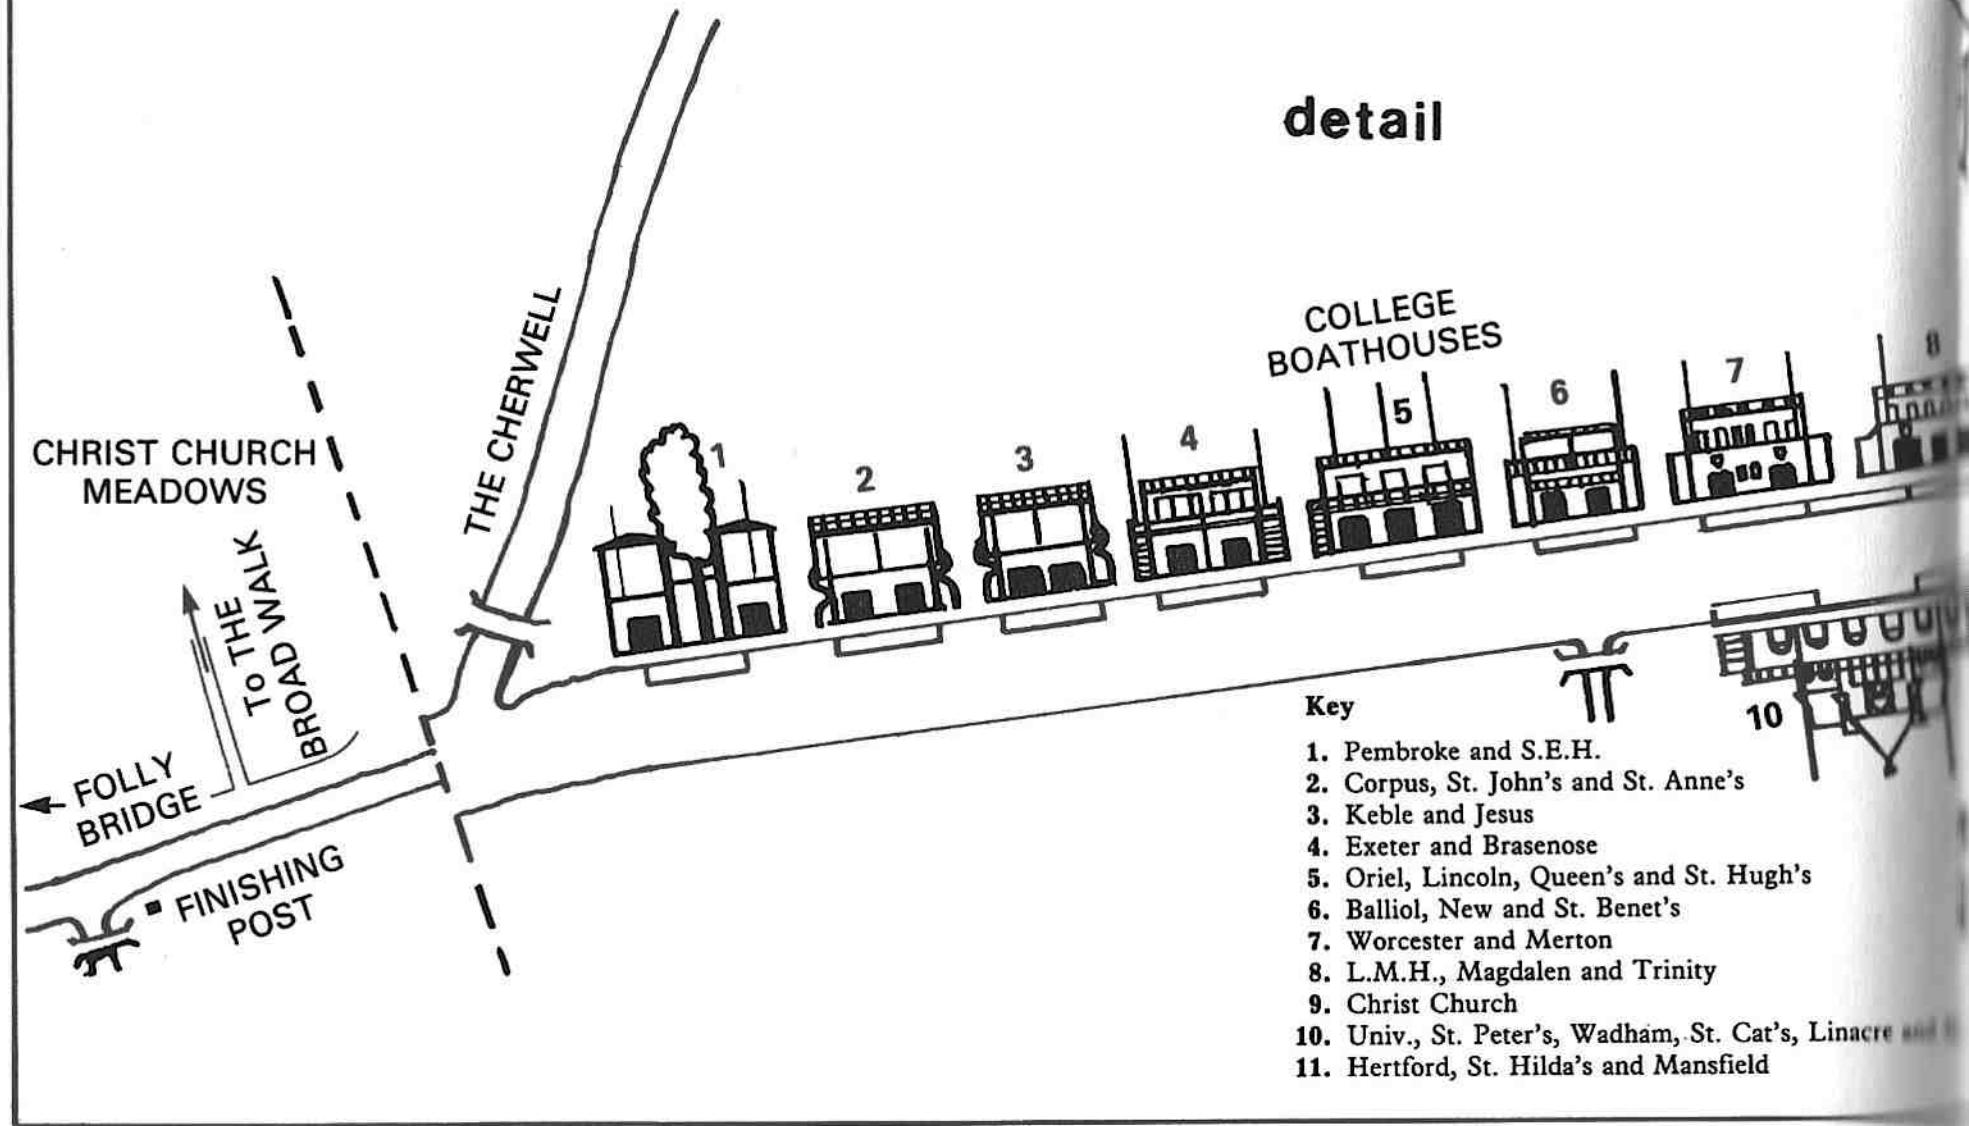 detail
COLLEGE
BOATHOUSES
THE CHERWELL
CHRIST CHURCH
MEADOWS
To THE
BROAD WALK
FOLLY
BRIDGE
FINISHING
POST
1
2
3
4
5
6
7
8
10
Key
1. Pembroke and S.E.H.
2. Corpus, St. John's and St. Anne's
3. Keble and Jesus
4. Exeter and Brasenose
5. Oriel, Lincoln, Queen's and St. Hugh's
6. Balliol, New and St. Benet's
7. Worcester and Merton
8. L.M.H., Magdalen and Trinity
9. Christ Church
10. Univ., St. Peter's, Wadham, St. Cat's, Linacre and
11. Hertford, St. Hilda's and Mansfield